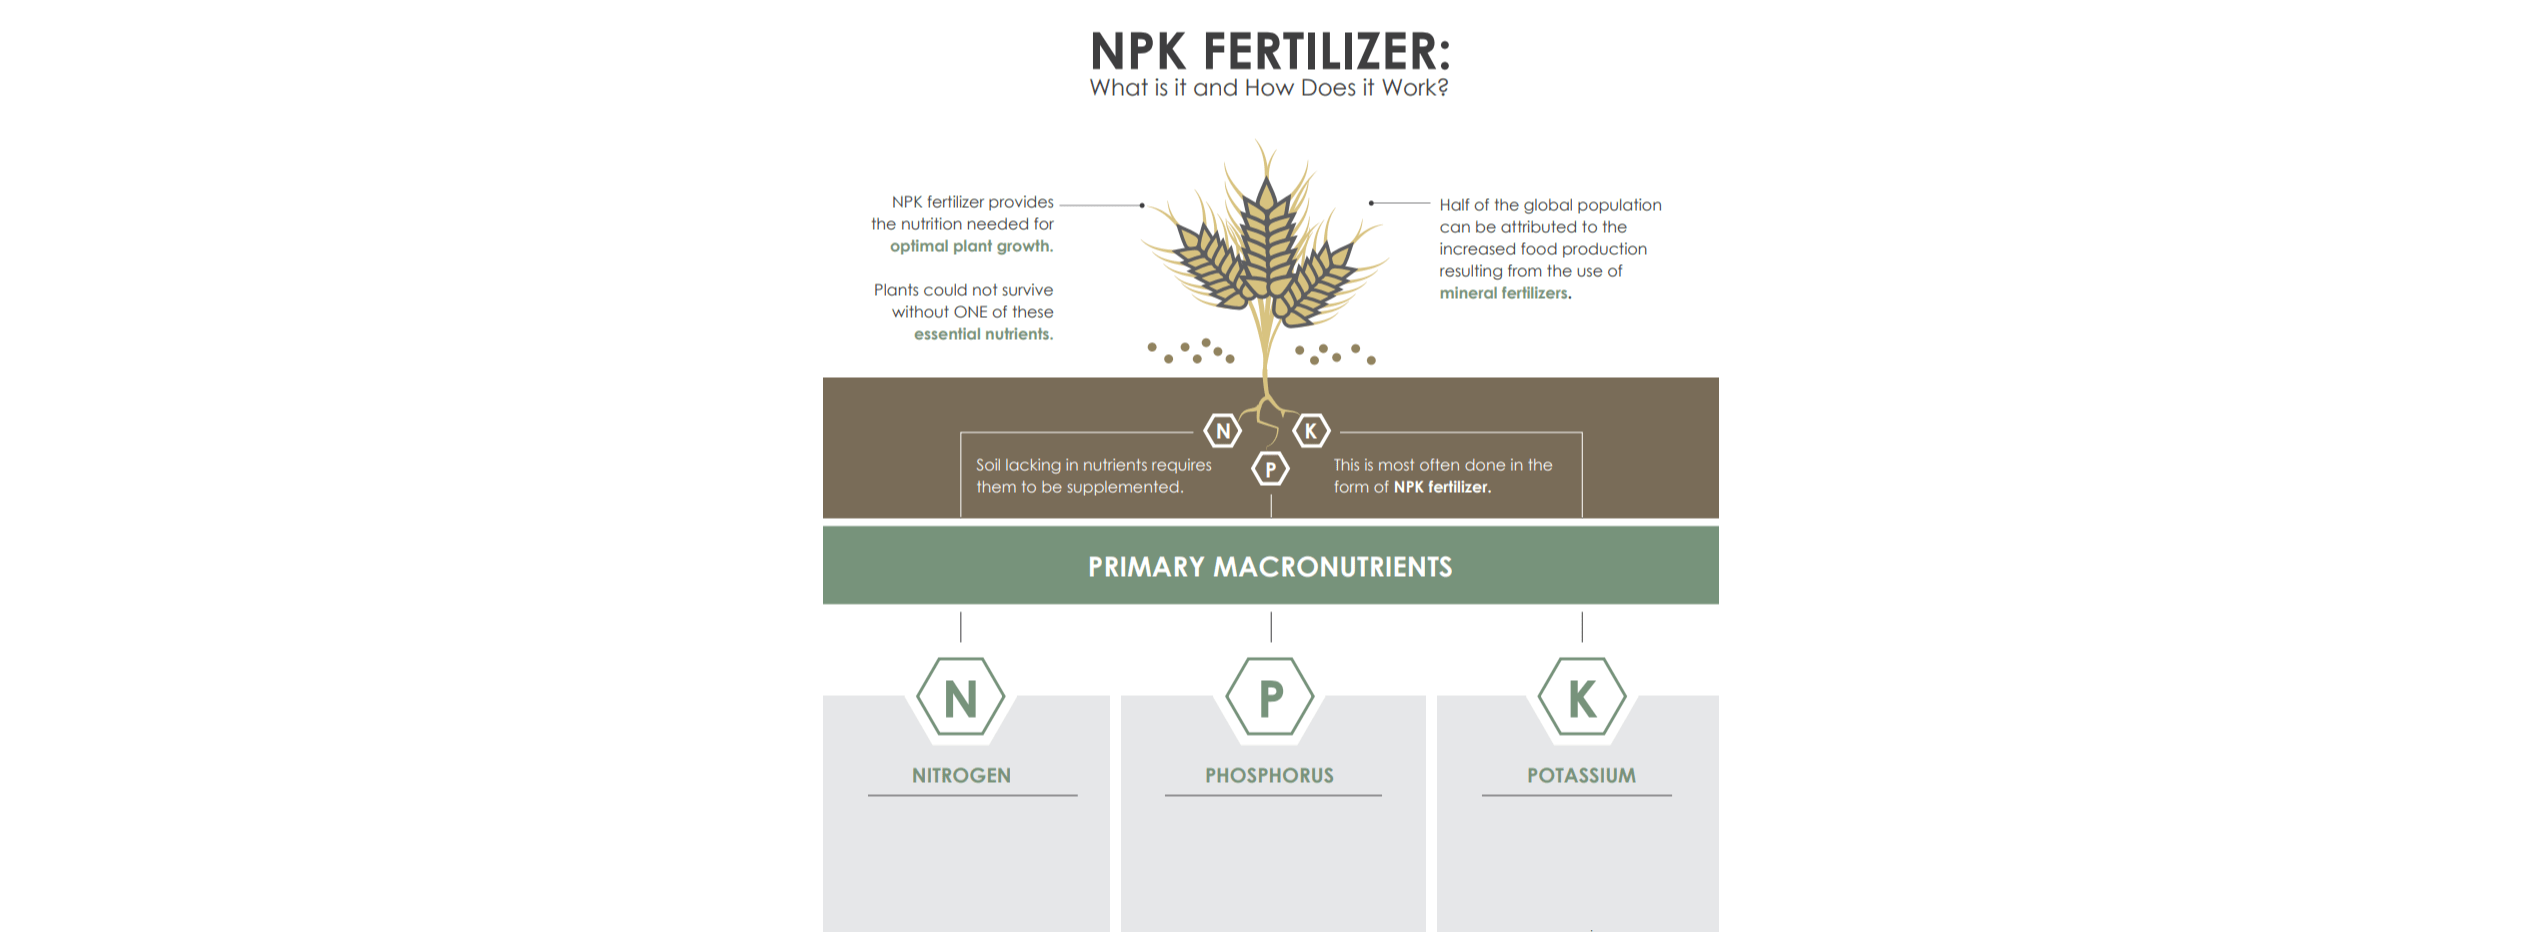 NPK FERTILIZER:
What is it and How Does it Work?
NPK fertilizer provides
the nutrition needed for
optimal plant growth.
Plants could not survive
without ONE of these
essential nutrients.
Half of the global population
can be attributed to the
increased food production
resulting from the use of
mineral fertilizers.
N
K
P
Soil lacking in nutrients requires
them to be supplemented.
This is most often done in the
form of NPK fertilizer.
PRIMARY MACRONUTRIENTS
N
P
K
NITROGEN
PHOSPHORUS
POTASSIUM